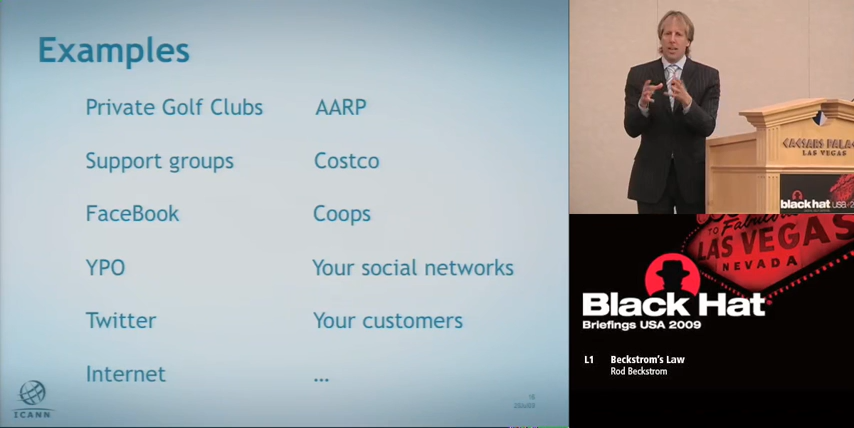 Examples
Private Golf Clubs AARP
Support groups Costco
FaceBook Coops
YPO Your social networks
Twitter Your customers
Internet ...
ICANN
CAESARS PALACE
LAS VEGAS
black hat USA
TO Fabulous
LAS VEGAS
NEVADA
Black Hat
Briefings USA 2009
L1 Beckstrom's Law
Rod Beckstrom